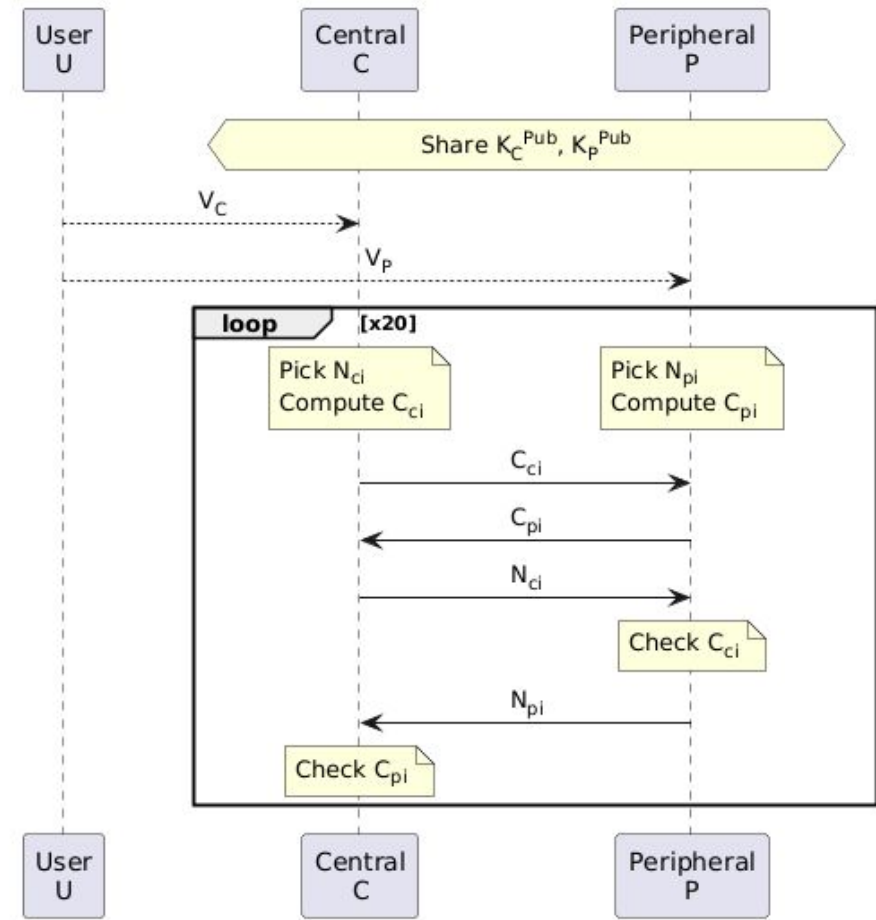 User
U
Central
C
Peripheral
P
Share K_C^Pub, K_P^Pub
V_C
V_P
loop [x20]
Pick N_ci
Compute C_ci
Pick N_pi
Compute C_pi
C_ci
C_pi
N_ci
Check C_ci
N_pi
Check C_pi
User
U
Central
C
Peripheral
P